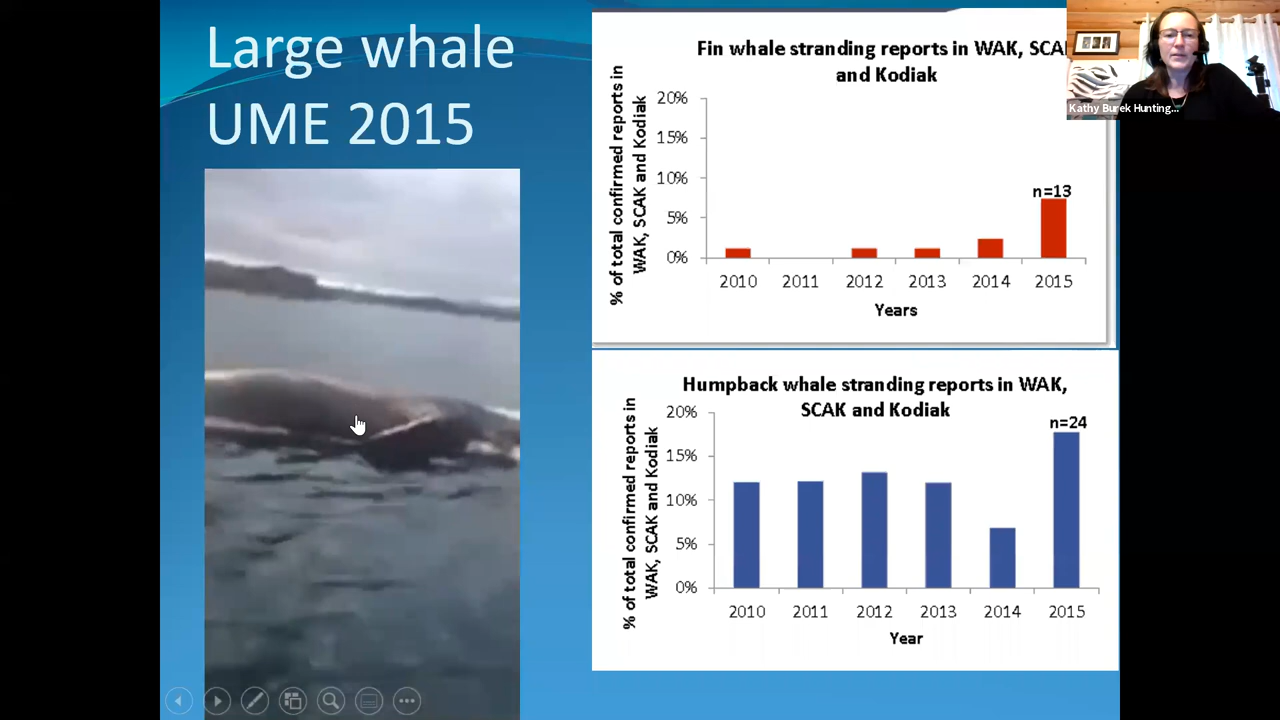 Large whale
UME 2015
Fin whale stranding reports in WAK, SCA
and Kodiak
% of total confirmed reports in
WAK, SCAK and Kodiak
20%
15%
10%
5%
0%
n=13
2010
2011
2012
2013
2014
2015
Years
Kathy Burek Hunting...
Humpback whale stranding reports in WAK,
SCAK and Kodiak
% of total confirmed reports in
WAK, SCAK and Kodiak
20%
15%
10%
5%
0%
n=24
2010
2011
2012
2013
2014
2015
Year